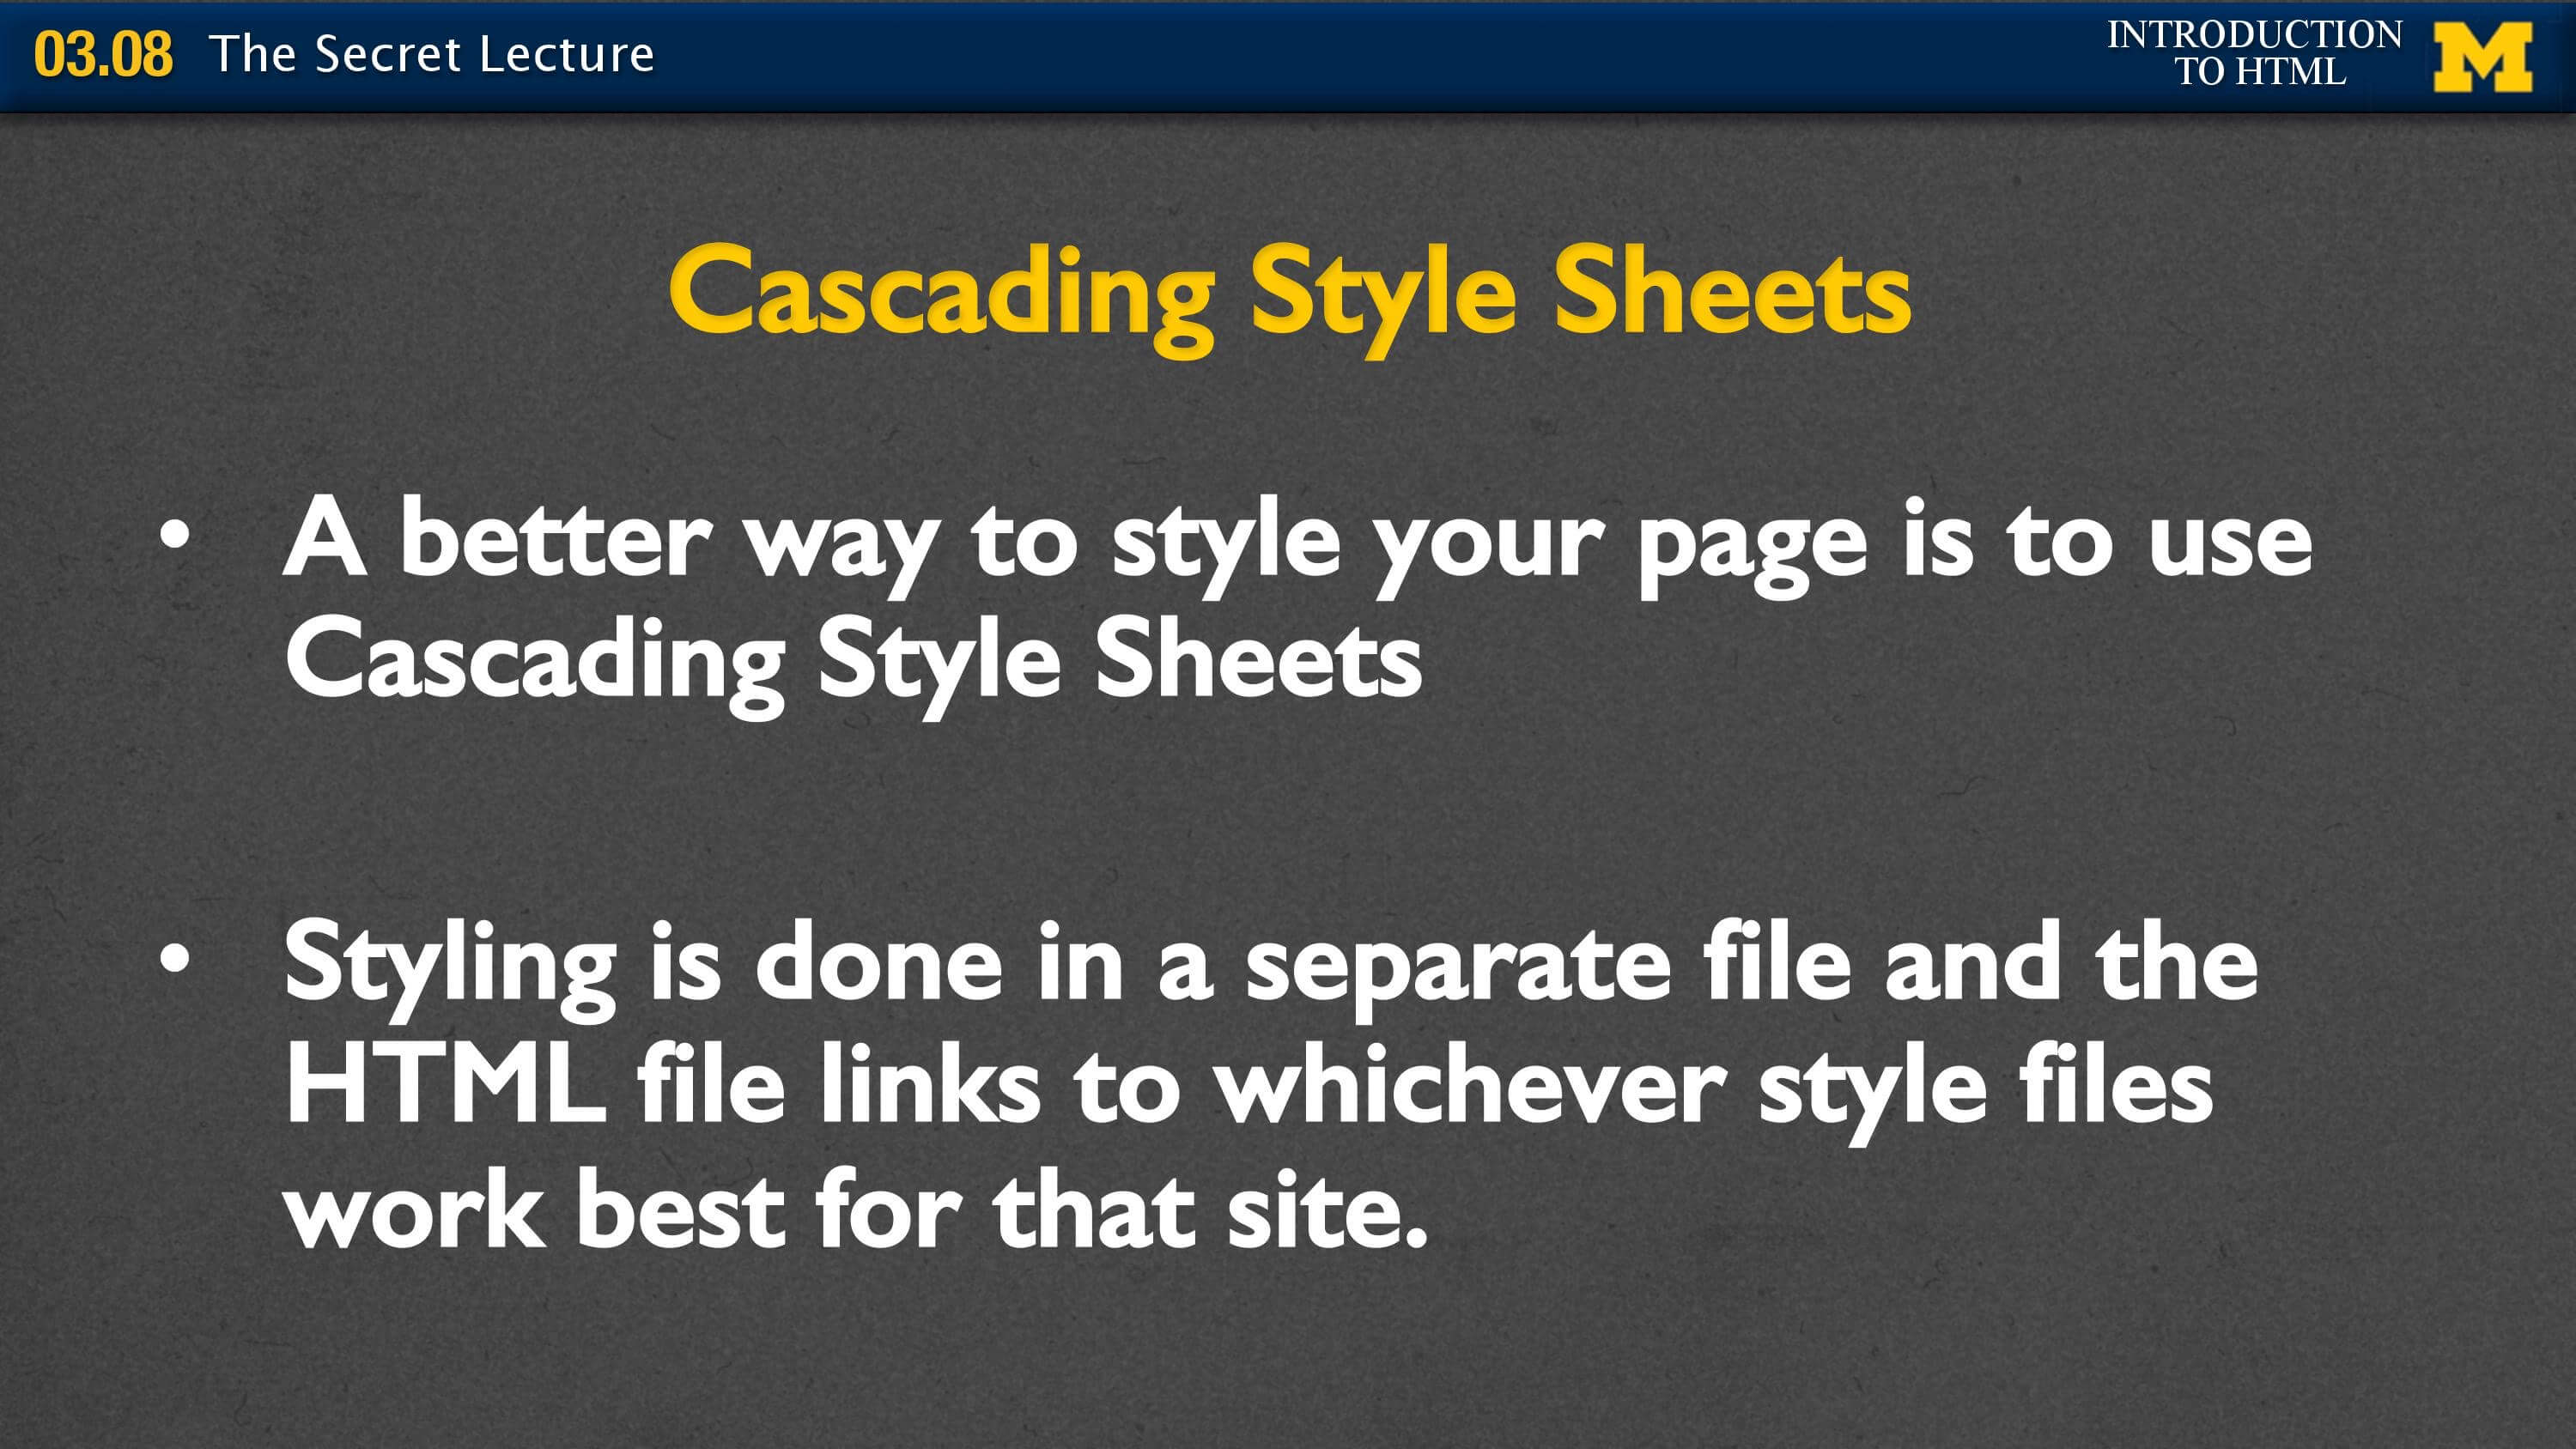 03.08 The Secret Lecture
INTRODUCTION
TO HTML
M
Cascading Style Sheets
• A better way to style your page is to use
Cascading Style Sheets
• Styling is done in a separate file and the
HTML file links to whichever style files
work best for that site.